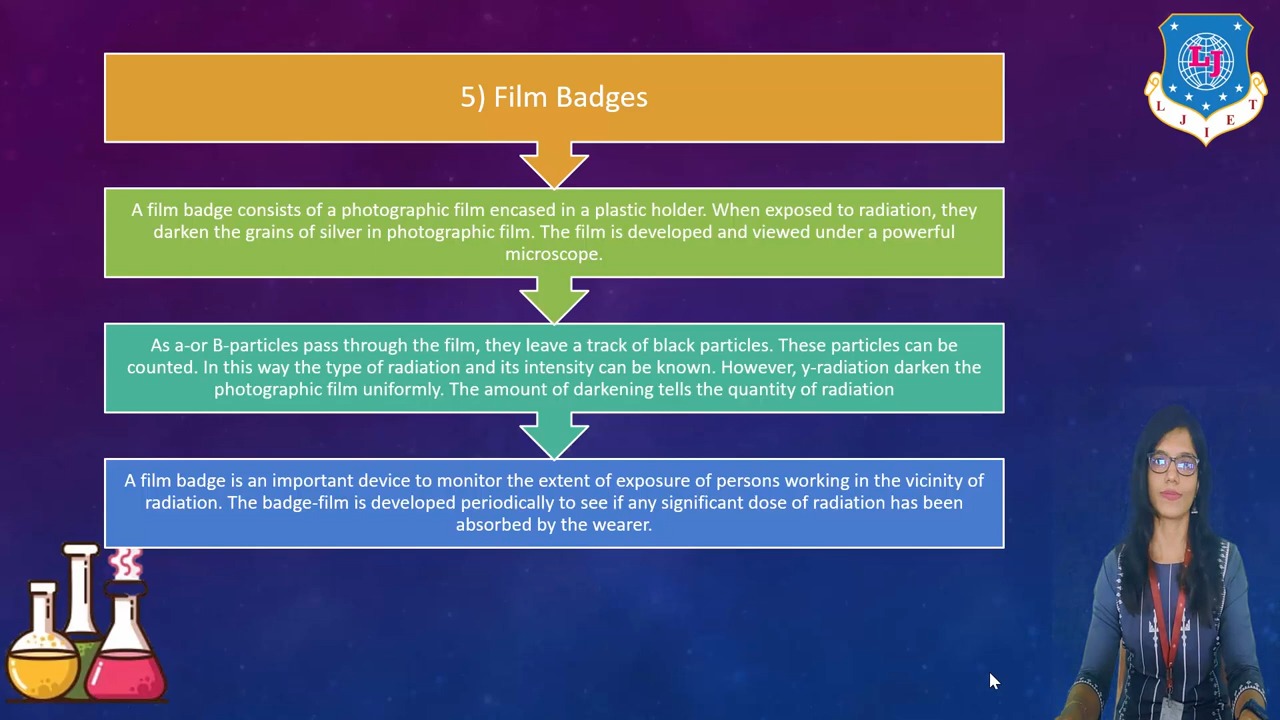 5) Film Badges
A film badge consists of a photographic film encased in a plastic holder. When exposed to radiation, they
darken the grains of silver in photographic film. The film is developed and viewed under a powerful
microscope.
As a-or B-particles pass through the film, they leave a track of black particles. These particles can be
counted. In this way the type of radiation and its intensity can be known. However, y-radiation darken the
photographic film uniformly. The amount of darkening tells the quantity of radiation
A film badge is an important device to monitor the extent of exposure of persons working in the vicinity of
radiation. The badge-film is developed periodically to see if any significant dose of radiation has been
absorbed by the wearer.
LJ
L J I E T